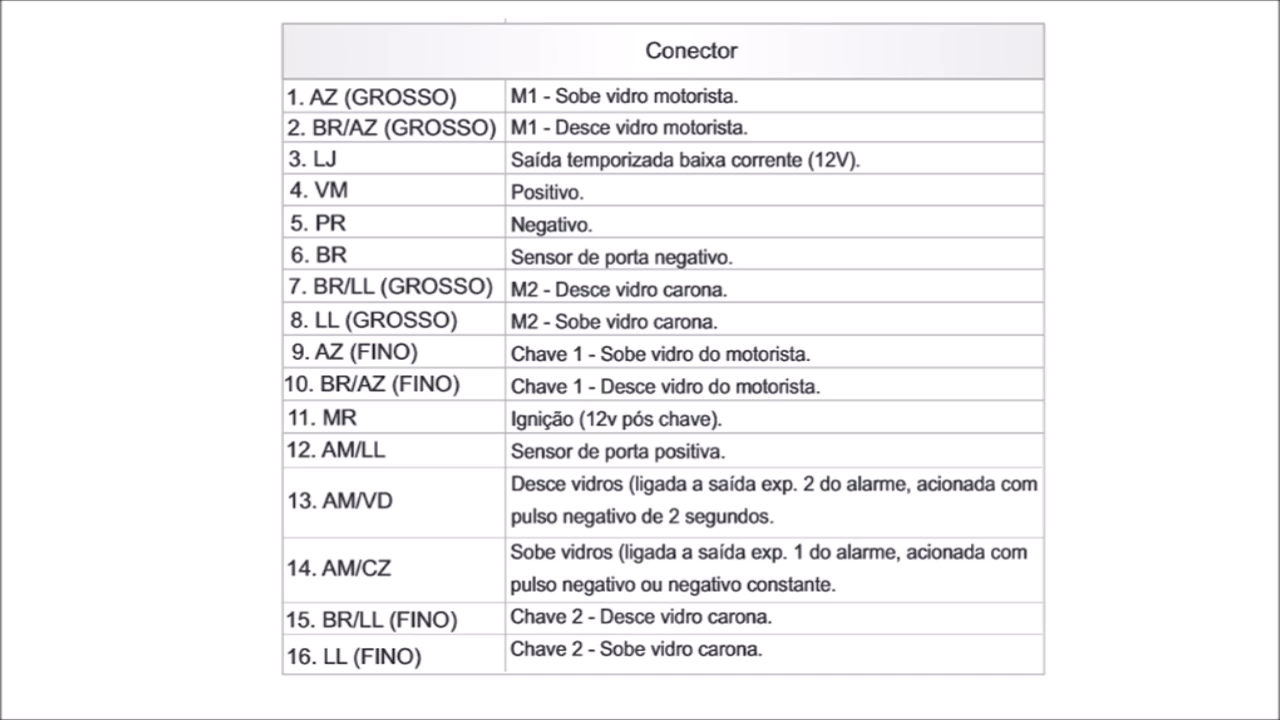 Conector
1. AZ (GROSSO) M1 - Sobe vidro motorista.
2. BR/AZ (GROSSO) M1 - Desce vidro motorista.
3. LJ Saída temporizada baixa corrente (12V).
4. VM Positivo.
5. PR Negativo.
6. BR Sensor de porta negativo.
7. BR/LL (GROSSO) M2 - Desce vidro carona.
8. LL (GROSSO) M2 - Sobe vidro carona.
9. AZ (FINO) Chave 1 - Sobe vidro do motorista.
10. BR/AZ (FINO) Chave 1 - Desce vidro do motorista.
11. MR Ignição (12v pós chave).
12. AM/LL Sensor de porta positiva.
13. AM/VD Desce vidros (ligada a saída exp. 2 do alarme, acionada com
pulso negativo de 2 segundos.
14. AM/CZ Sobe vidros (ligada a saída exp. 1 do alarme, acionada com
pulso negativo ou negativo constante.
15. BR/LL (FINO) Chave 2 - Desce vidro carona.
16. LL (FINO) Chave 2 - Sobe vidro carona.